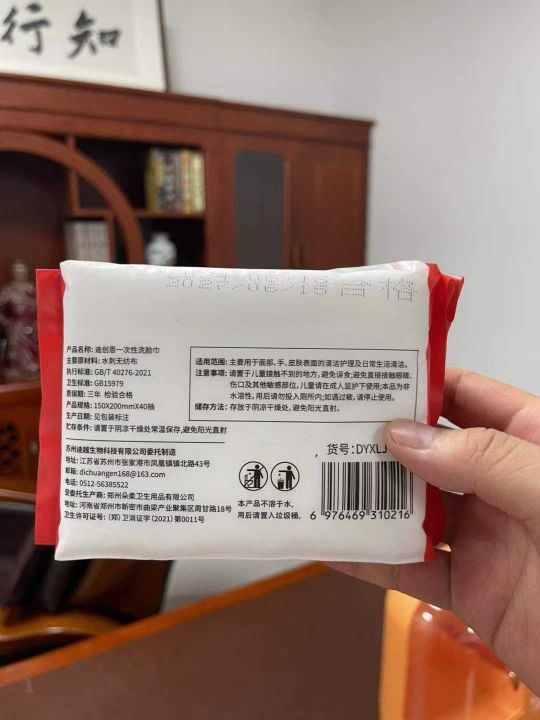 知行
产品名称: 迪创恩一次性洗脸巾
主要原材料: 水刺无纺布
执行标准: GB/T 40276-2021
卫生标准: GB15979
质保期: 三年 检验合格
产品规格: 150X200mmX40抽
生产日期: 见包装标注
贮存条件: 请置于阴凉干燥处常温保存,避免阳光直射
苏州迪越生物科技有限公司委托制造
地址: 江苏省苏州市张家港市凤凰镇镇北路43号
邮箱: dichuangen168@163.com
电话: 0512-56385522
受委托生产商: 郑州朵柔卫生用品有限公司
地址: 河南省郑州市新密市曲梁产业聚集区周甘路18号
卫生许可证号: (郑) 卫消证字 (2021) 第0011号
适用范围: 主要用于面部、手、皮肤表面的清洁护理及日常生活清洁。
注意事项: 请置于儿童接触不到的地方,避免误食;避免直接接触眼睛、
伤口及其他敏感部位,儿童请在成人监护下使用;本品为非
水溶性,用后请勿投入厕所内;如遇过敏,请停止使用。
储存方法: 存放于阴凉干燥处,避免阳光直射
本产品不溶于水,
用后请置入垃圾桶。
货号: DYXLJ
6 976469 310216